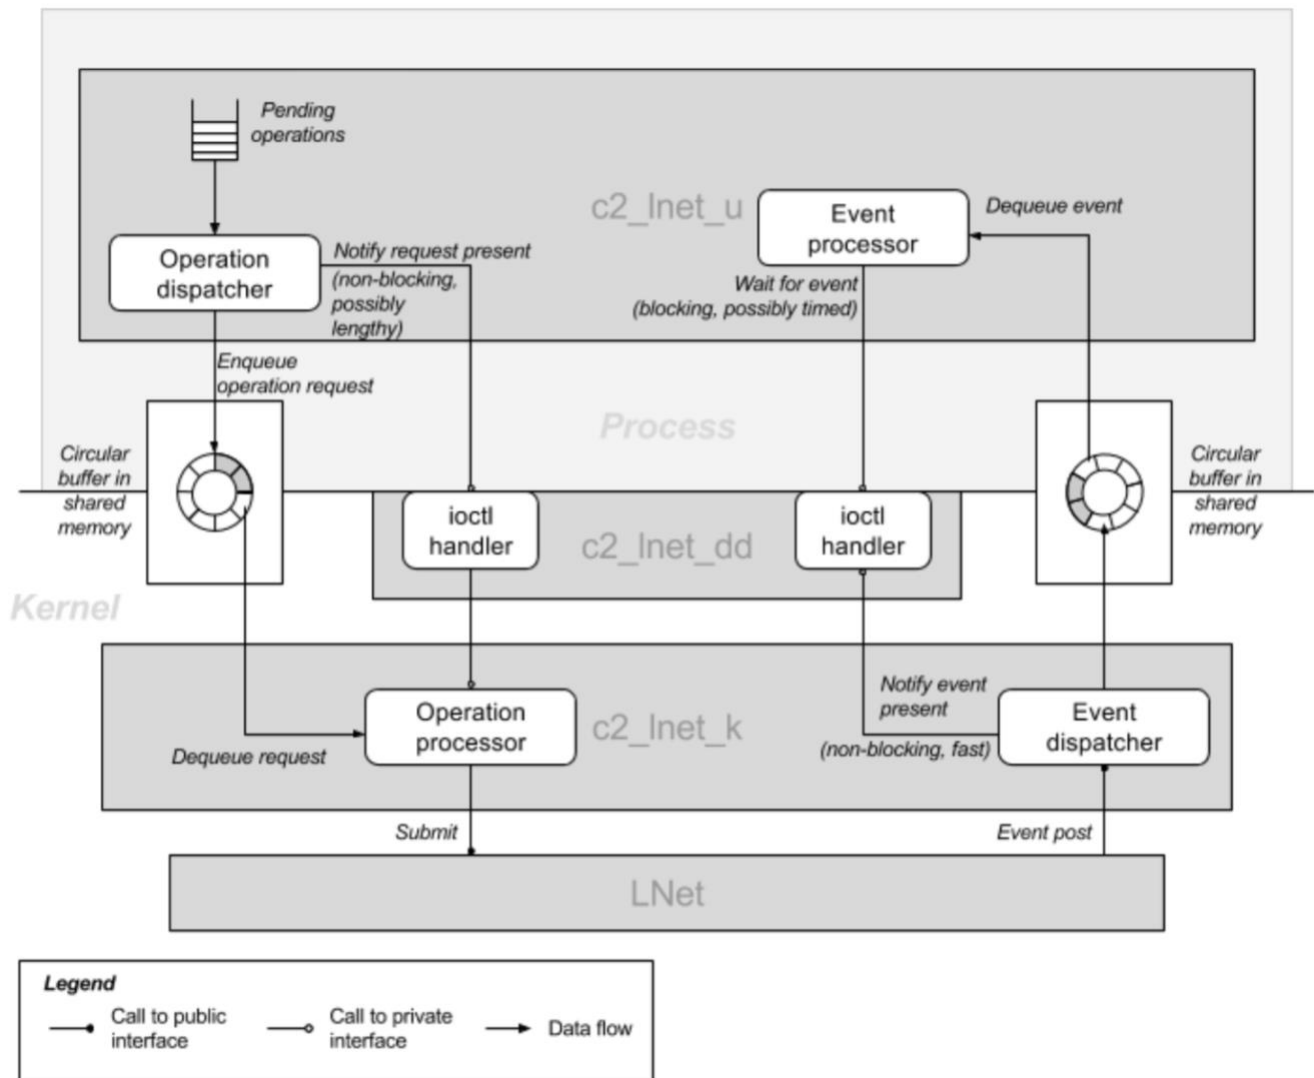 Pending
operations
c2_lnet_u
Event
processor
Dequeue event
Operation
dispatcher
Notify request present
(non-blocking,
possibly
lengthy)
Wait for event
(blocking, possibly timed)
Enqueue
operation request
Process
Circular
buffer in
shared
memory
ioctl
handler
c2_lnet_dd
ioctl
handler
Circular
buffer in
shared
memory
Kernel
Operation
processor
c2_lnet_k
Notify event
present
(non-blocking, fast)
Event
dispatcher
Dequeue request
Submit
Event post
LNet
Legend
Call to public
interface
Call to private
interface
Data flow